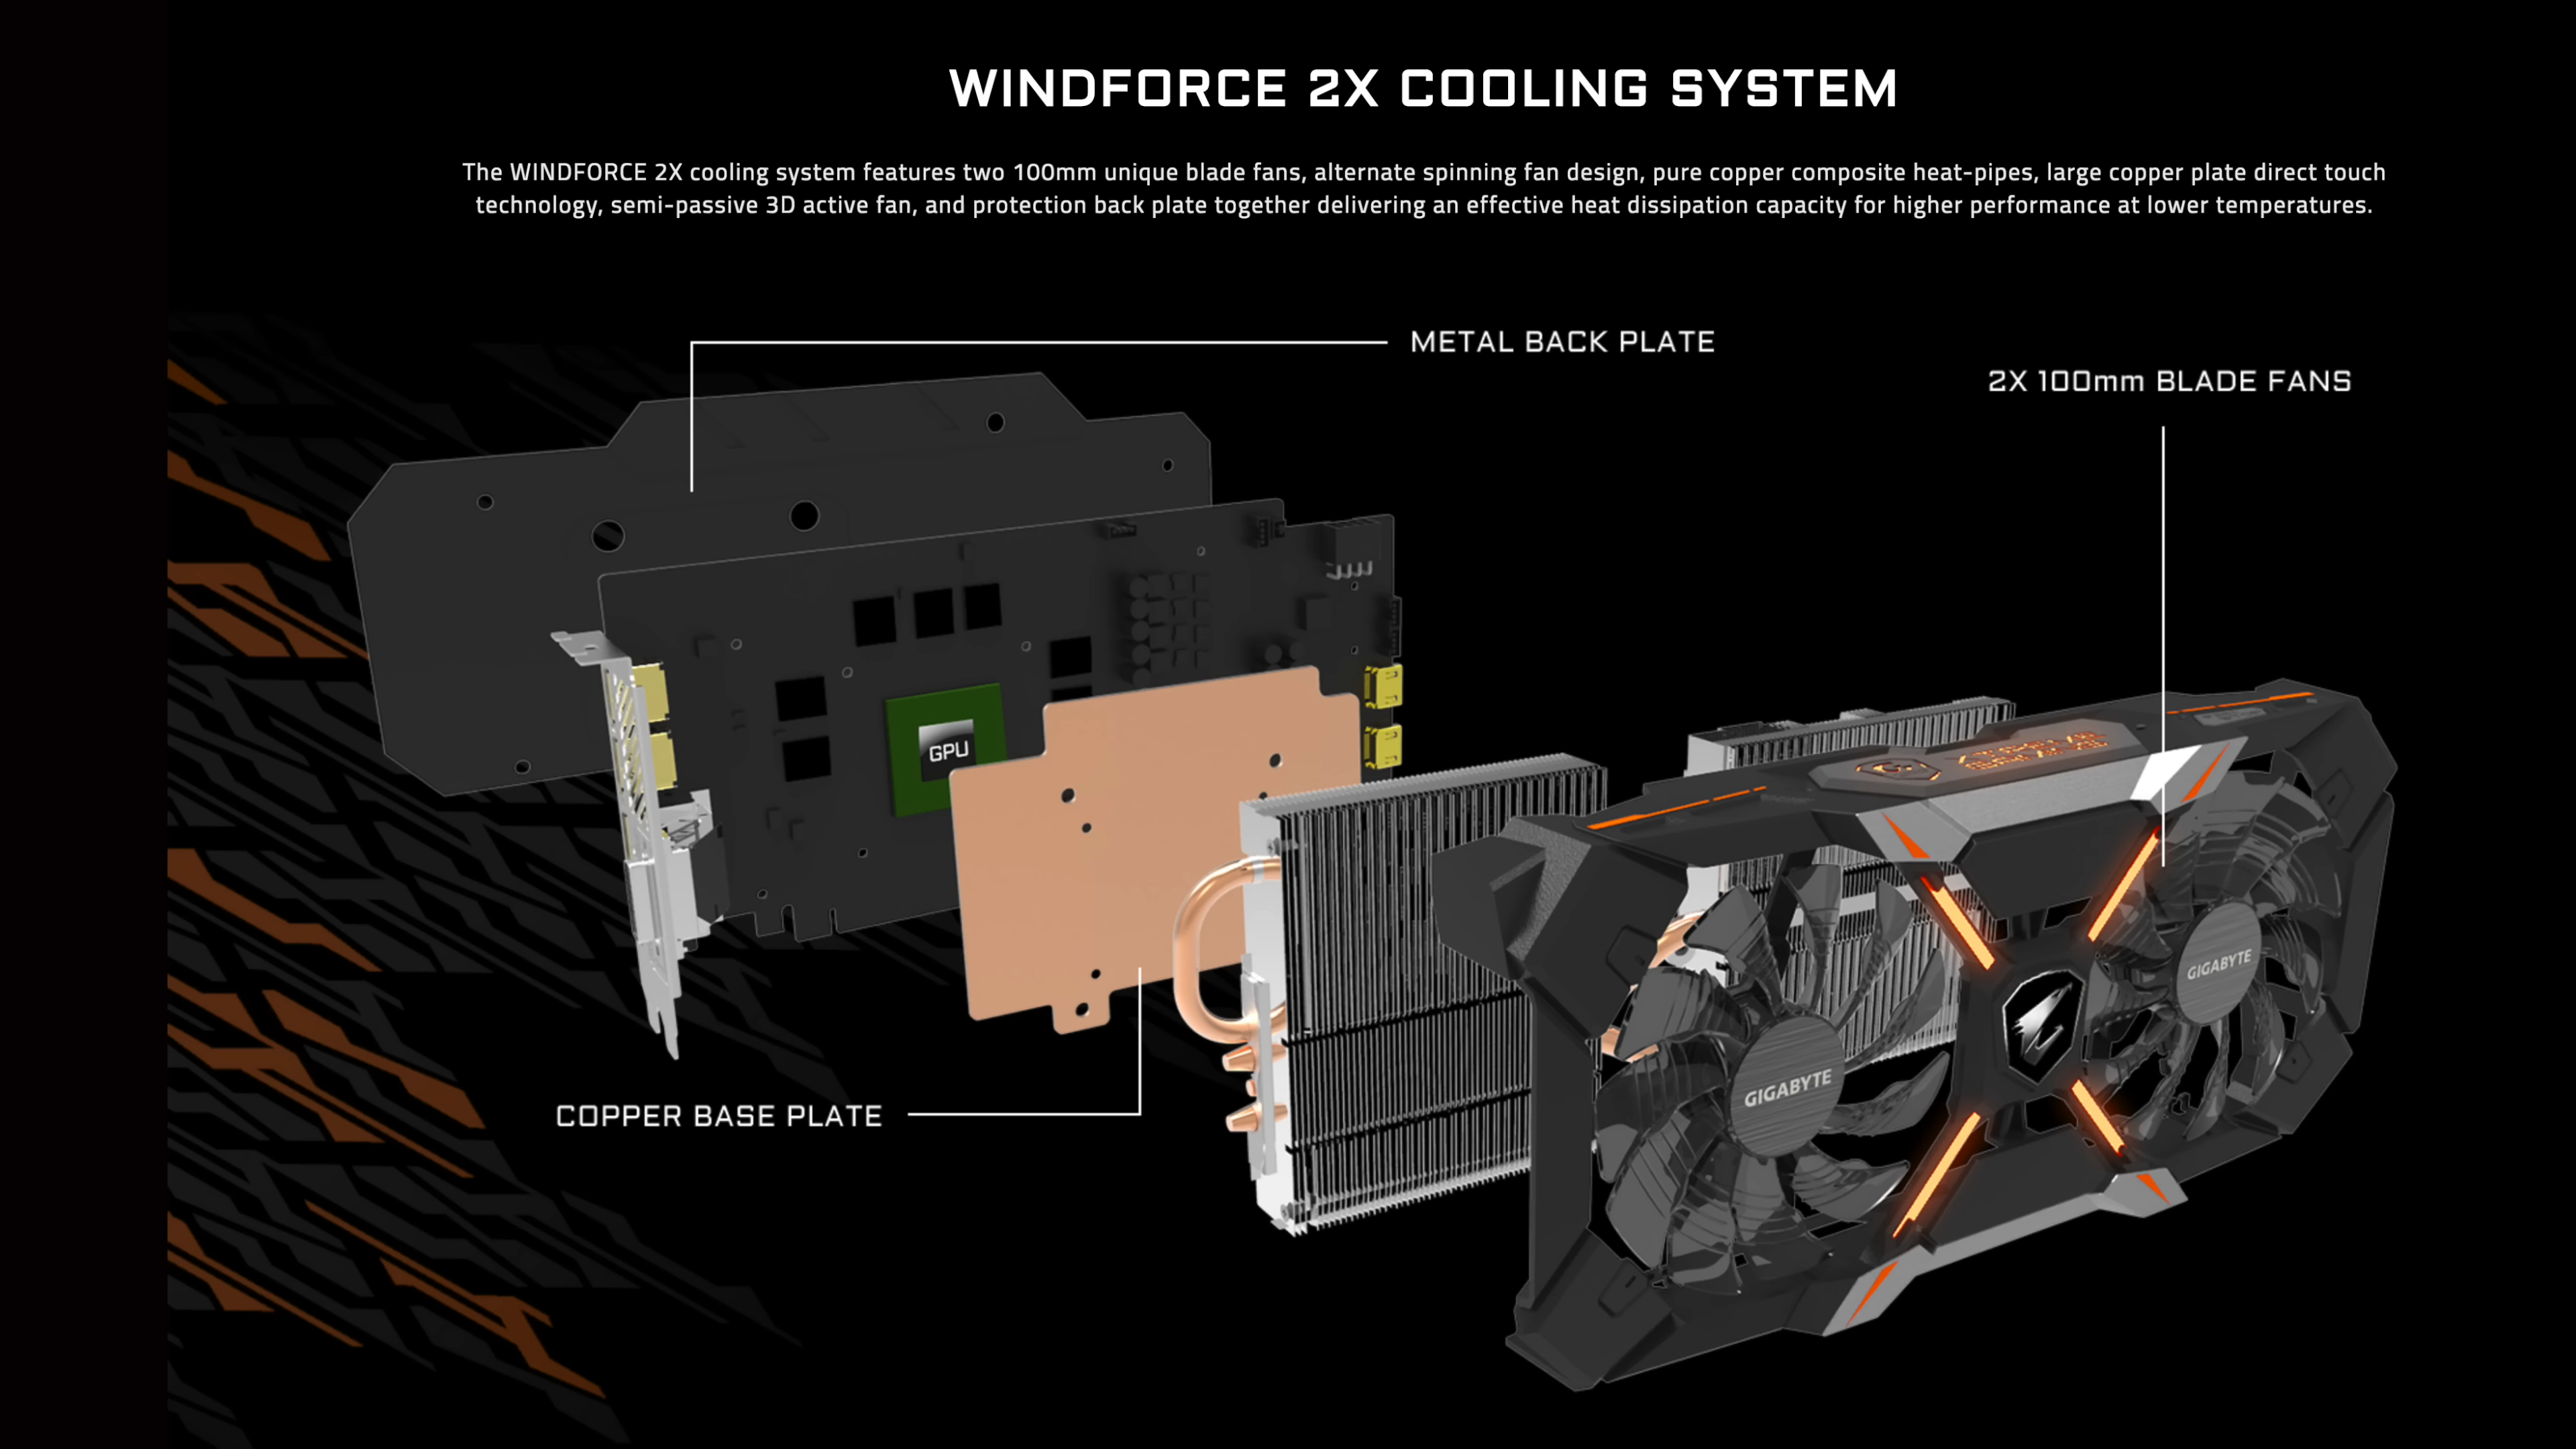 WINDFORCE 2X COOLING SYSTEM
The WINDFORCE 2X cooling system features two 100mm unique blade fans, alternate spinning fan design, pure copper composite heat-pipes, large copper plate direct touch
technology, semi-passive 3D active fan, and protection back plate together delivering an effective heat dissipation capacity for higher performance at lower temperatures.
METAL BACK PLATE
2X 100mm BLADE FANS
GPU
GIGABYTE
GIGABYTE
COPPER BASE PLATE